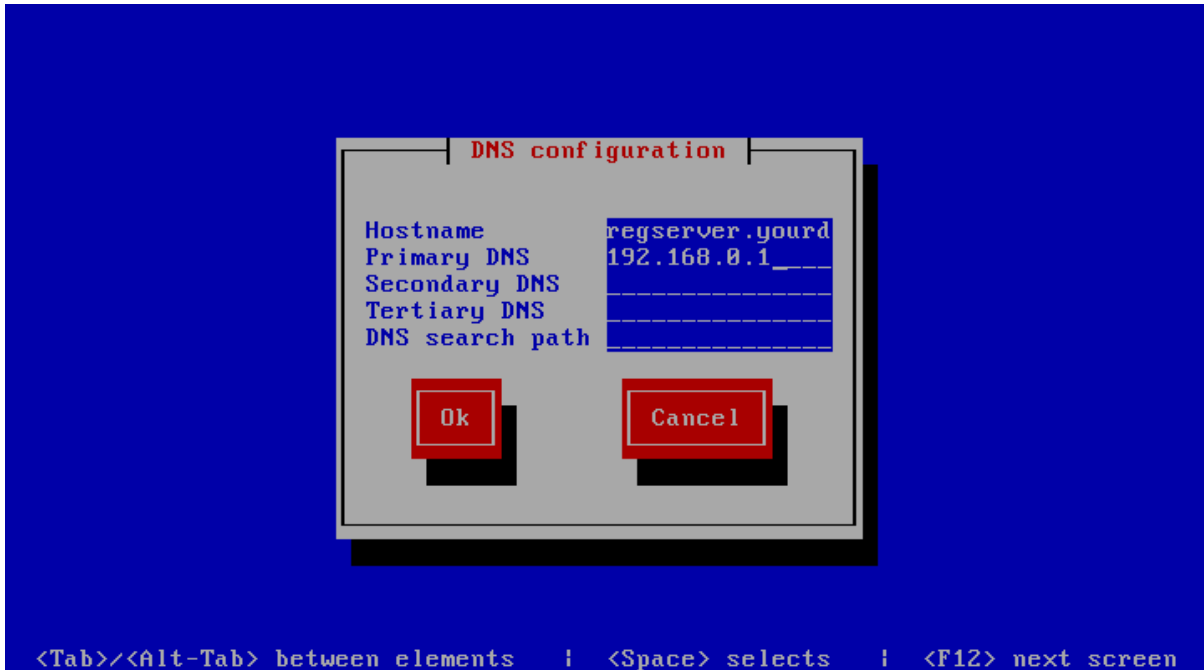 DNS configuration
Hostname regserver.yourd
Primary DNS 192.168.0.1
Secondary DNS
Tertiary DNS
DNS search path
Ok Cancel
<Tab>/<Alt-Tab> between elements | <Space> selects | <F12> next screen